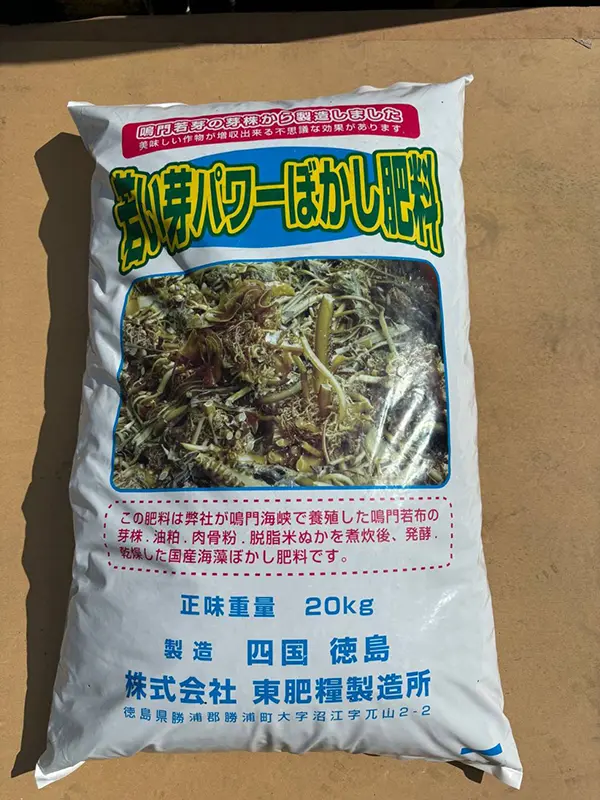 鳴門若芽の芽株から製造しました
美味しい作物が増収出来る不思議な効果があります.
若い芽パワーぼかし肥料
この肥料は弊社が鳴門海峡で養殖した鳴門若布の
芽株.油粕.肉骨粉.脱脂米ぬかを煮炊後、発酵.
乾燥した国産海藻ぼかし肥料です。
正味重量 20kg
製造 四国 徳島
株式会社 東肥糧製造所
徳島県勝浦郡勝浦町大字沼江字兀山2-2